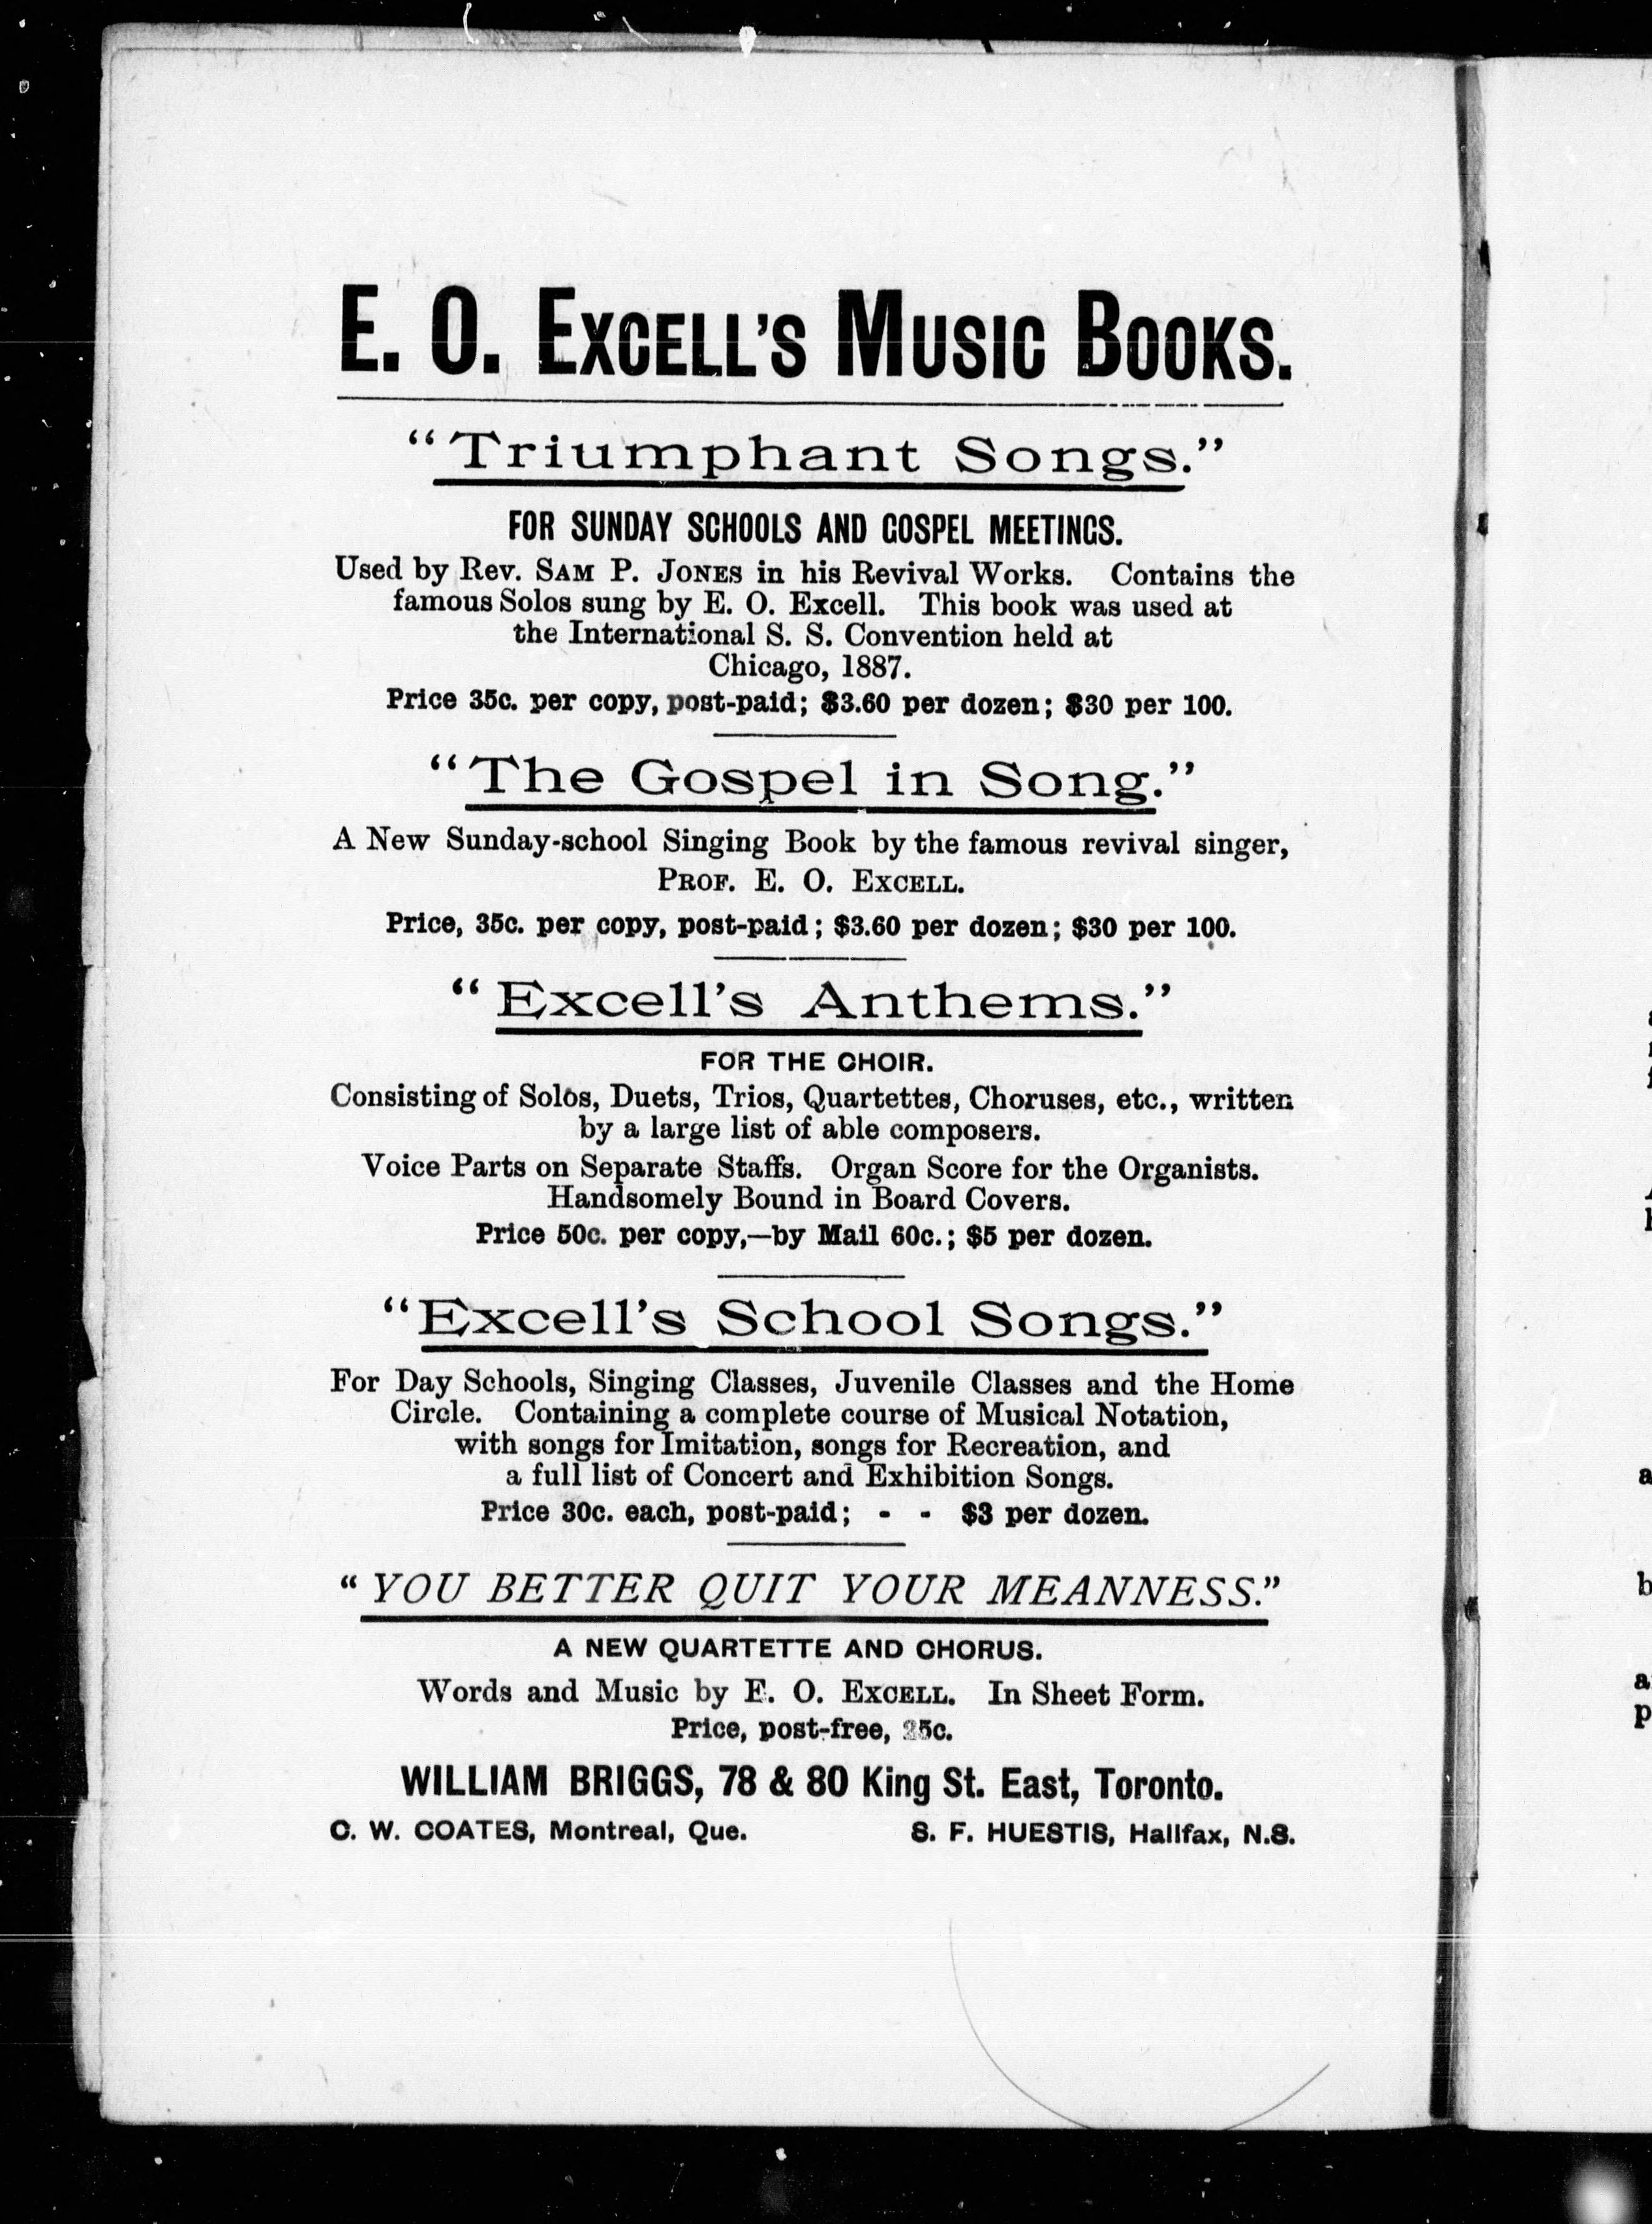 E. O. EXCELL'S MUSIC BOOKS.
"Triumphant Songs."
FOR SUNDAY SCHOOLS AND GOSPEL MEETINGS.
Used by Rev. SAM P. JONES in his Revival Works. Contains the
famous Solos sung by E. O. Excell. This book was used at
the International S. S. Convention held at
Chicago, 1887.
Price 35c. per copy, post-paid; $3.60 per dozen; $30 per 100.
"The Gospel in Song."
A New Sunday-school Singing Book by the famous revival singer,
PROF. E. O. EXCELL.
Price, 35c. per copy, post-paid; $3.60 per dozen; $30 per 100.
"Excell's Anthems."
FOR THE CHOIR.
Consisting of Solos, Duets, Trios, Quartettes, Choruses, etc., written
by a large list of able composers.
Voice Parts on Separate Staffs. Organ Score for the Organists.
Handsomely Bound in Board Covers.
Price 50c. per copy,—by Mail 60c.; $5 per dozen.
"Excell's School Songs."
For Day Schools, Singing Classes, Juvenile Classes and the Home
Circle. Containing a complete course of Musical Notation,
with songs for Imitation, songs for Recreation, and
a full list of Concert and Exhibition Songs.
Price 30c. each, post-paid; - - $3 per dozen.
"YOU BETTER QUIT YOUR MEANNESS."
A NEW QUARTETTE AND CHORUS.
Words and Music by E. O. EXCELL. In Sheet Form.
Price, post-free, 25c.
WILLIAM BRIGGS, 78 & 80 King St. East, Toronto.
C. W. COATES, Montreal, Que. S. F. HUESTIS, Halifax, N.S.